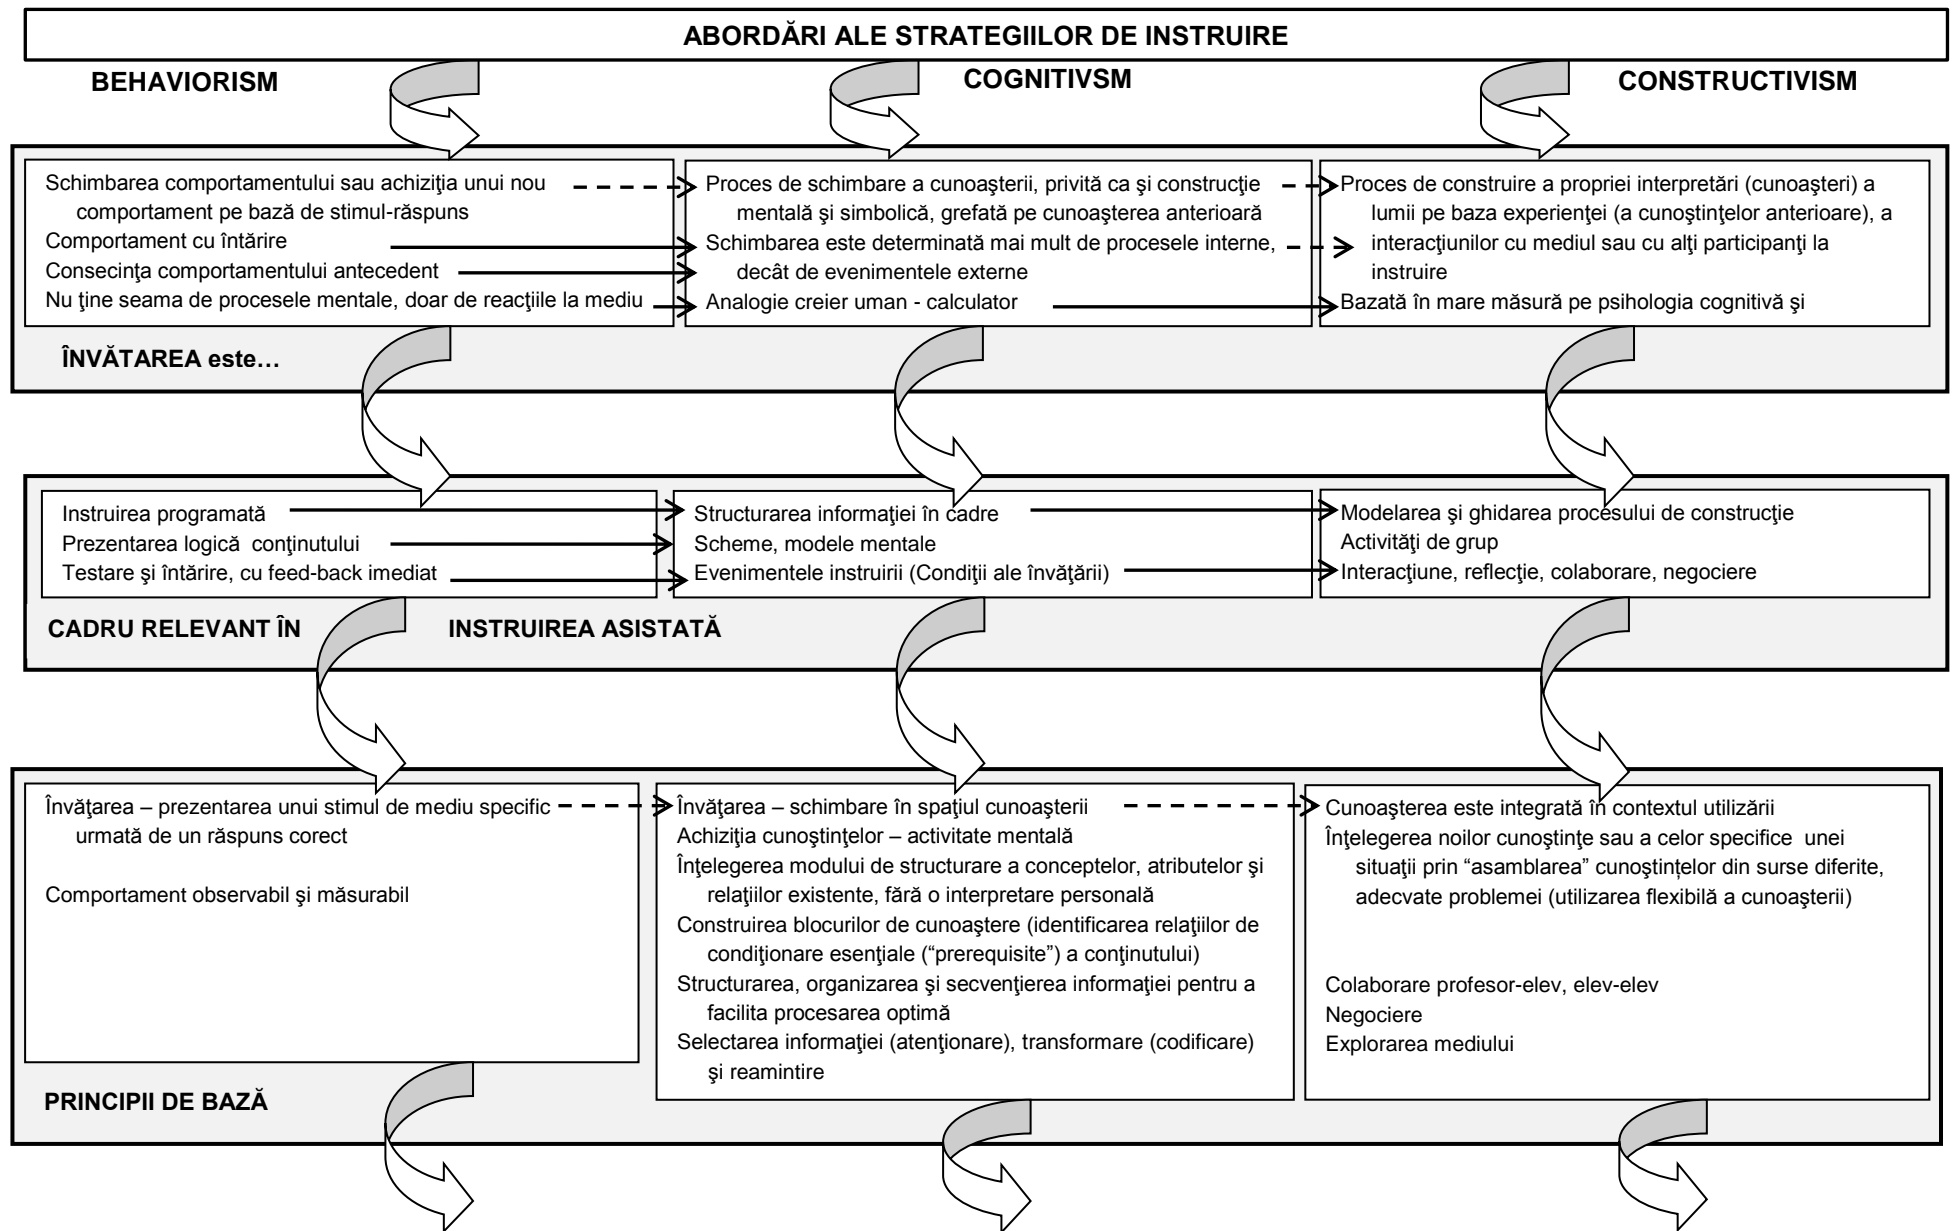 ABORDĂRI ALE STRATEGIILOR DE INSTRUIRE
BEHAVIORISM
COGNITIVSM
CONSTRUCTIVISM
Schimbarea comportamentului sau achiziţia unui nou
comportament pe bază de stimul-răspuns
Comportament cu întărire
Consecinţa comportamentului antecedent
Nu ţine seama de procesele mentale, doar de reacţiile la mediu
Proces de schimbare a cunoaşterii, privită ca şi construcţie
mentală şi simbolică, grefată pe cunoaşterea anterioară
Schimbarea este determinată mai mult de procesele interne,
decât de evenimentele externe
Analogie creier uman - calculator
Proces de construire a propriei interpretări (cunoaşteri) a
lumii pe baza experienţei (a cunoştinţelor anterioare), a
interacţiunilor cu mediul sau cu alţi participanţi la
instruire
Bazată în mare măsură pe psihologia cognitivă şi
ÎNVĂTAREA este…
Instruirea programată
Prezentarea logică  conţinutului
Testare şi întărire, cu feed-back imediat
Structurarea informaţiei în cadre
Scheme, modele mentale
Evenimentele instruirii (Condiţii ale învăţării)
Modelarea şi ghidarea procesului de construcţie
Activităţi de grup
Interacţiune, reflecţie, colaborare, negociere
CADRU RELEVANT ÎN INSTRUIREA ASISTATĂ
Învăţarea – prezentarea unui stimul de mediu specific
urmată de un răspuns corect
Comportament observabil şi măsurabil
Învăţarea – schimbare în spaţiul cunoaşterii
Achiziţia cunoştinţelor – activitate mentală
Înţelegerea modului de structurare a conceptelor, atributelor şi
relaţiilor existente, fără o interpretare personală
Construirea blocurilor de cunoaştere (identificarea relaţiilor de
condiţionare esenţiale (“prerequisite”) a conţinutului)
Structurarea, organizarea şi secvenţierea informaţiei pentru a
facilita procesarea optimă
Selectarea informaţiei (atenţionare), transformare (codificare)
şi reamintire
Cunoaşterea este integrată în contextul utilizării
Înţelegerea noilor cunoştinţe sau a celor specifice  unei
situaţii prin “asamblarea” cunoştințelor din surse diferite,
adecvate problemei (utilizarea flexibilă a cunoaşterii)
Colaborare profesor-elev, elev-elev
Negociere
Explorarea mediului
PRINCIPII DE BAZĂ